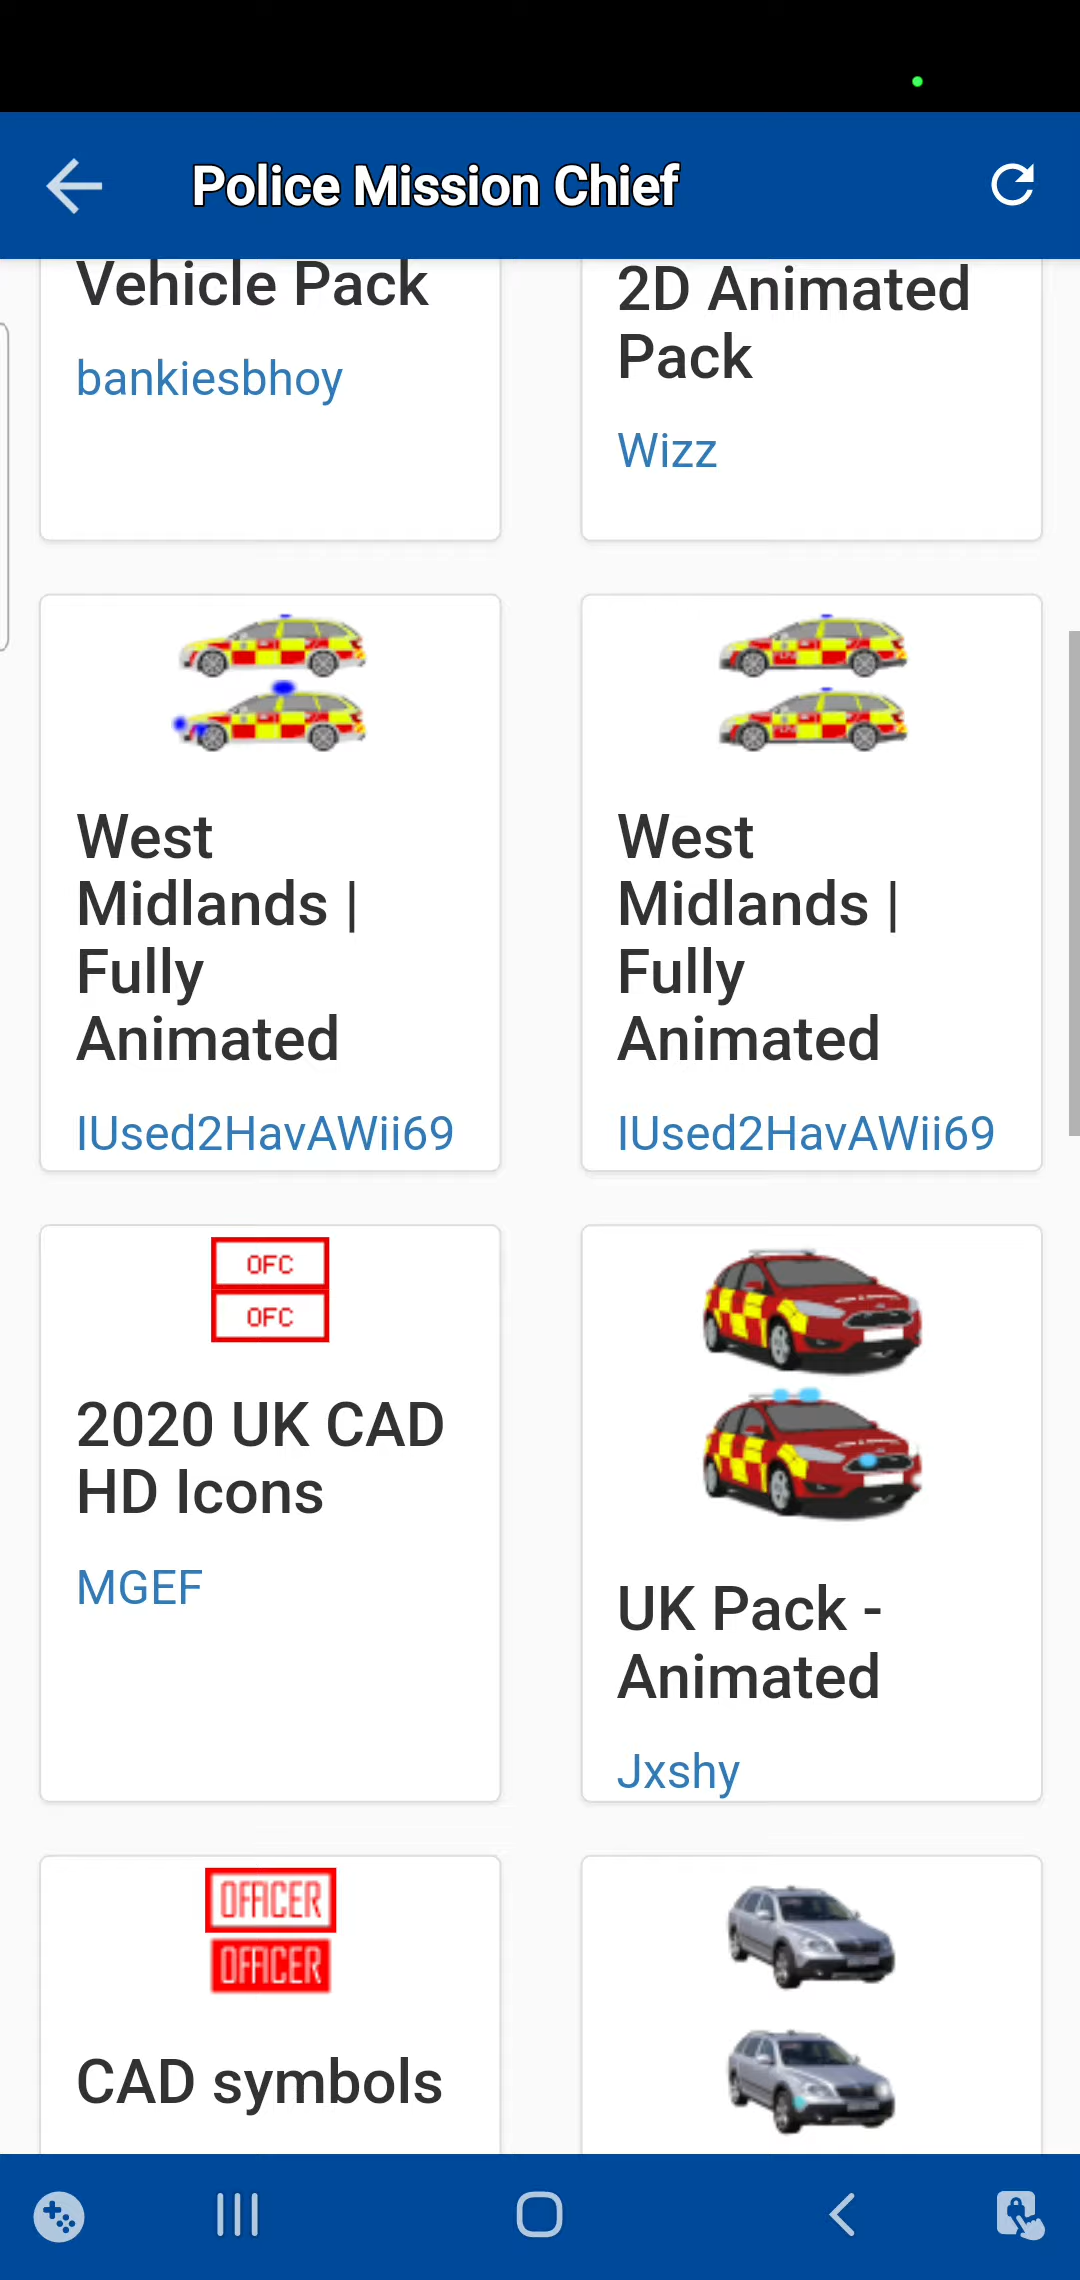 Police Mission Chief
Vehicle Pack
bankiesbhoy
2D Animated
Pack
Wizz
West
Midlands |
Fully
Animated
IUsed2HavAWii69
West
Midlands |
Fully
Animated
IUsed2HavAWii69
OFC
OFC
2020 UK CAD
HD Icons
MGEF
UK Pack -
Animated
Jxshy
OFFICER
OFFICER
CAD symbols